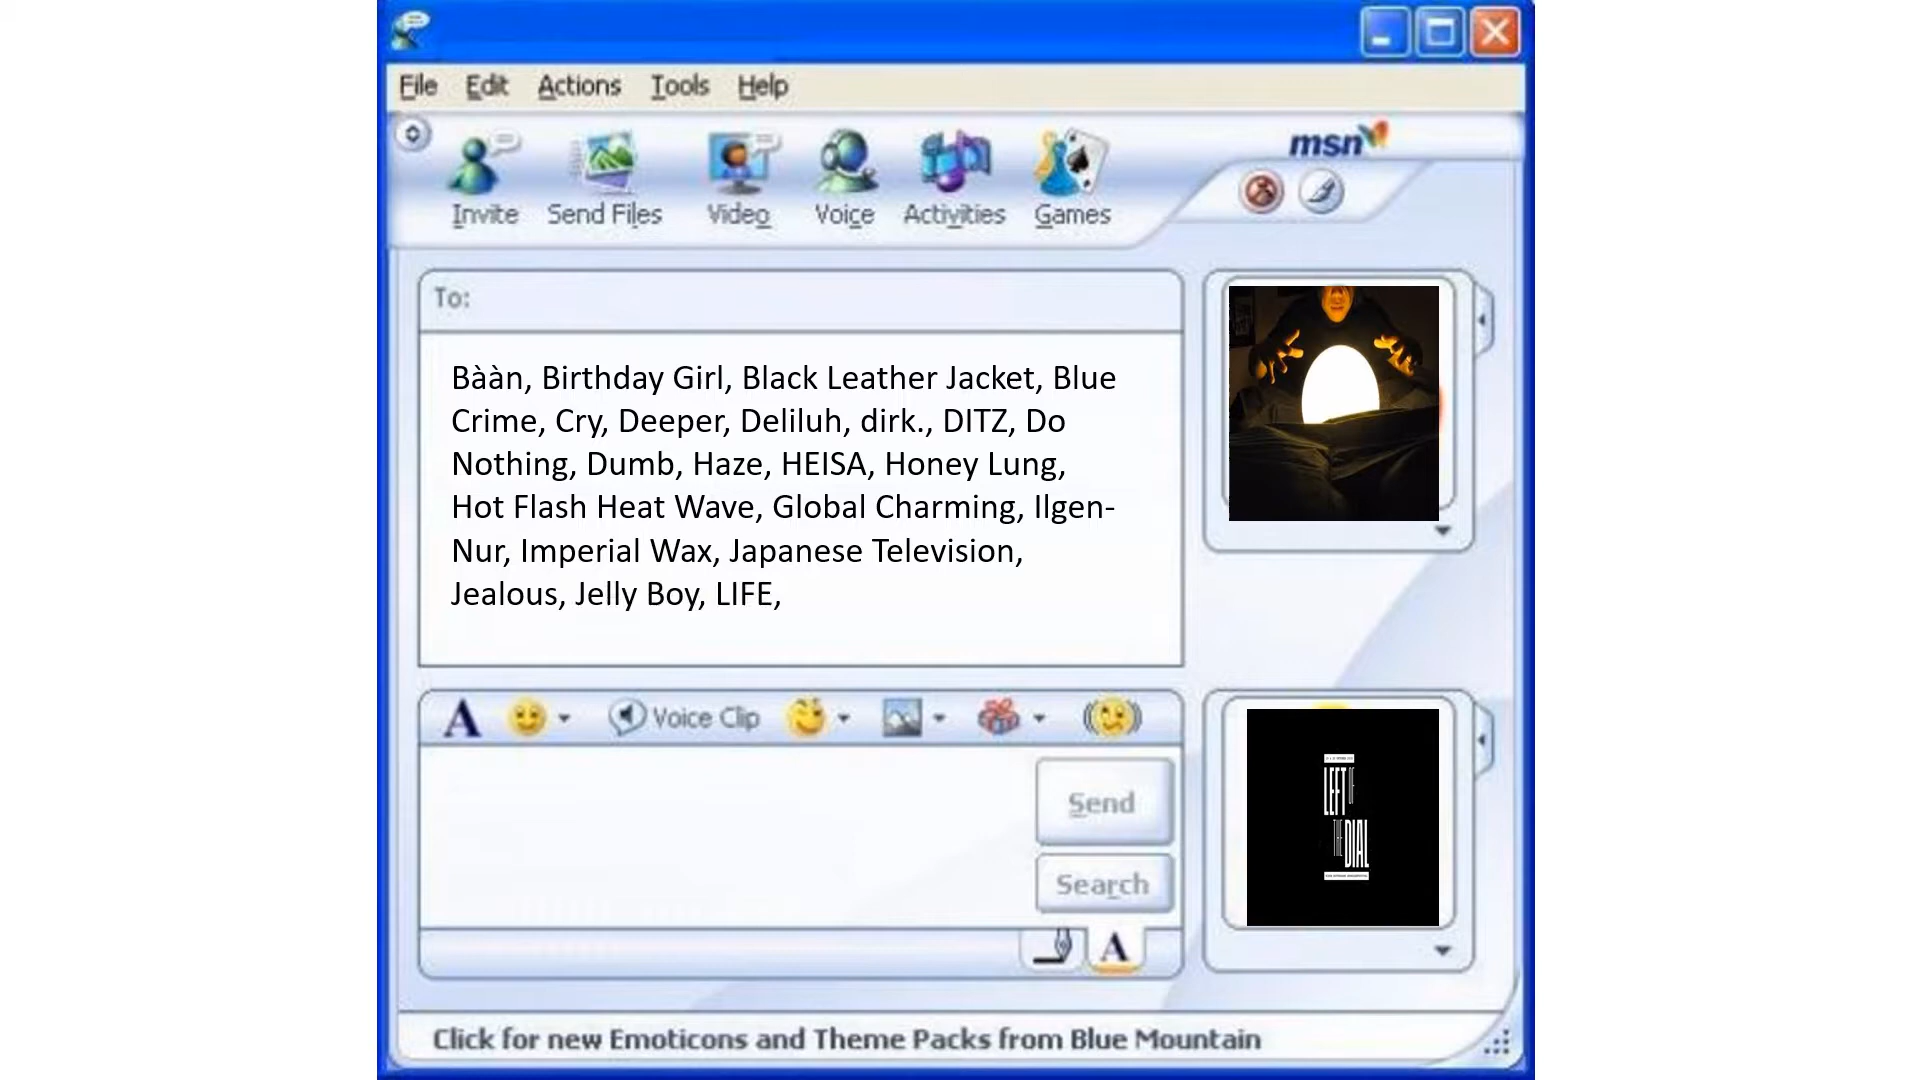 File Edit Actions Tools Help
msn
Invite Send Files Video Voice Activities Games
To:
Bààn, Birthday Girl, Black Leather Jacket, Blue
Crime, Cry, Deeper, Deliluh, dirk., DITZ, Do
Nothing, Dumb, Haze, HEISA, Honey Lung,
Hot Flash Heat Wave, Global Charming, Ilgen-
Nur, Imperial Wax, Japanese Television,
Jealous, Jelly Boy, LIFE,
A Voice Clip
Send
Search
A
LEFT OF
THE DIAL
Click for new Emoticons and Theme Packs from Blue Mountain